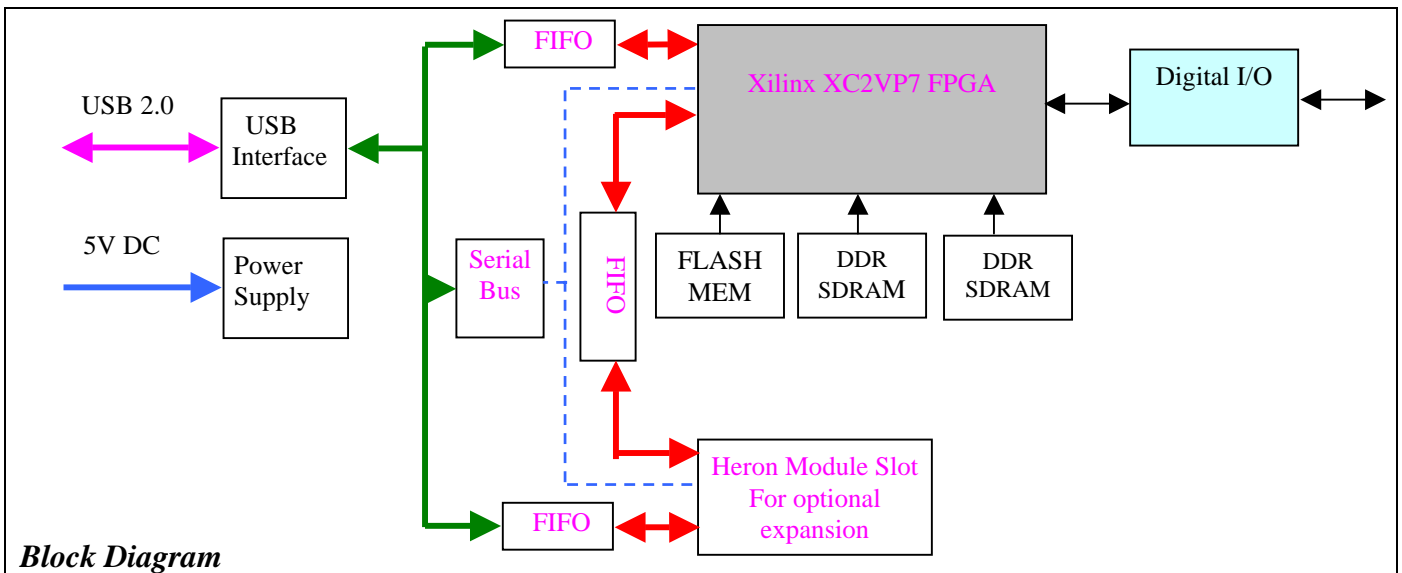 FIFO
Xilinx XC2VP7 FPGA
Digital I/O
USB 2.0
USB
Interface
5V DC
Power
Supply
Serial
Bus
FIFO
FLASH
MEM
DDR
SDRAM
DDR
SDRAM
Heron Module Slot
For optional
expansion
FIFO
Block Diagram